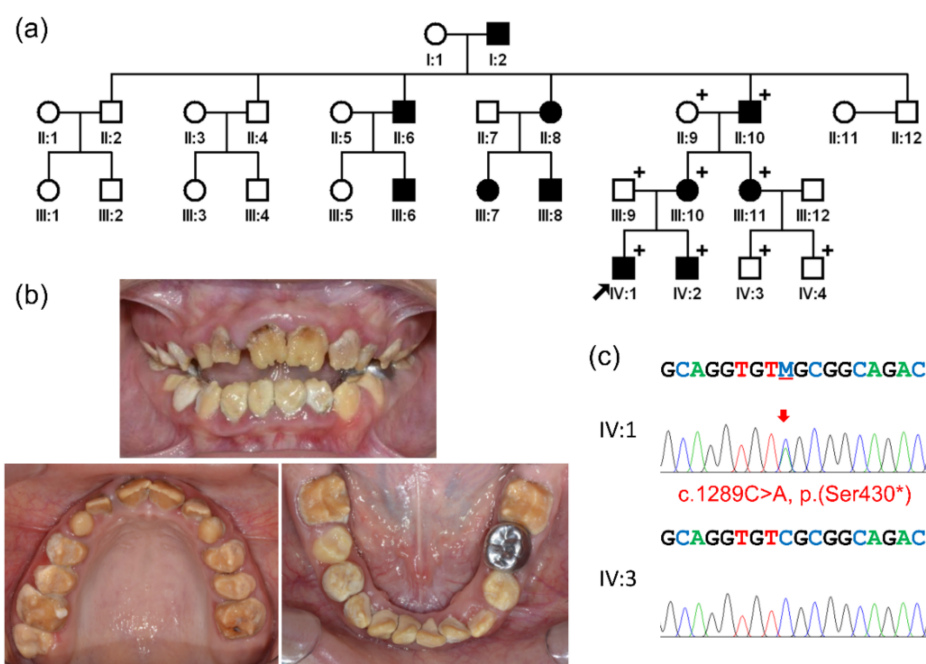 (a)
I:1 I:2
+ +
II:1 II:2 II:3 II:4 II:5 II:6 II:7 II:8 II:9 II:10 II:11 II:12
+ + +
III:1 III:2 III:3 III:4 III:5 III:6 III:7 III:8 III:9 III:10 III:11 III:12
+ + + +
IV:1 IV:2 IV:3 IV:4
(b)
(c)
GCAGGTGTMGCGGCAGAC
IV:1
c.1289C>A, p.(Ser430*)
GCAGGTGTCGCGGCAGAC
IV:3